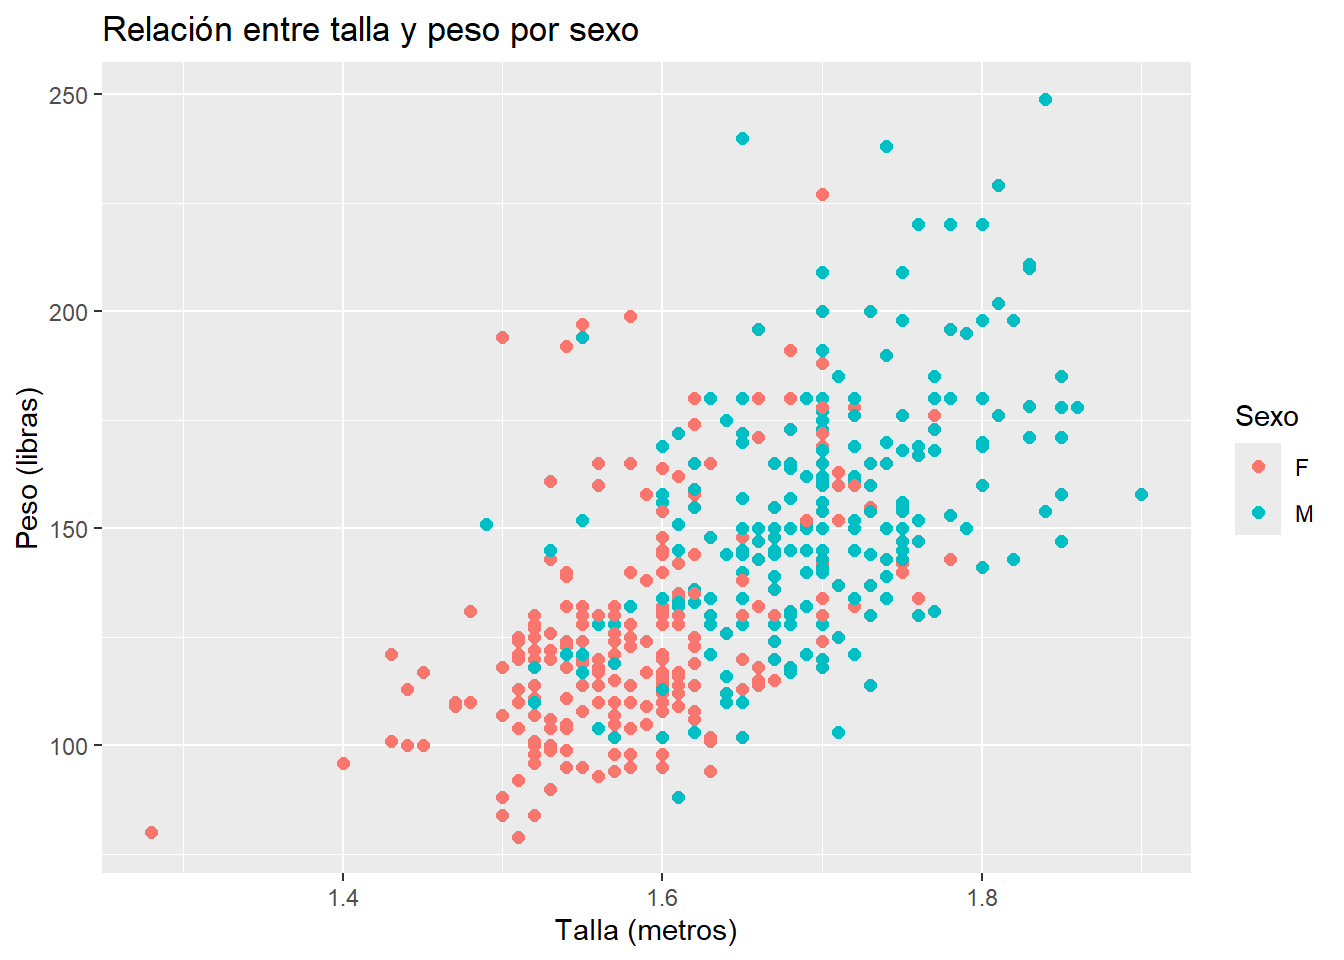 Relación entre talla y peso por sexo
250
200
150
100
Peso (libras)
1.4
1.6
1.8
Talla (metros)
Sexo
F
M